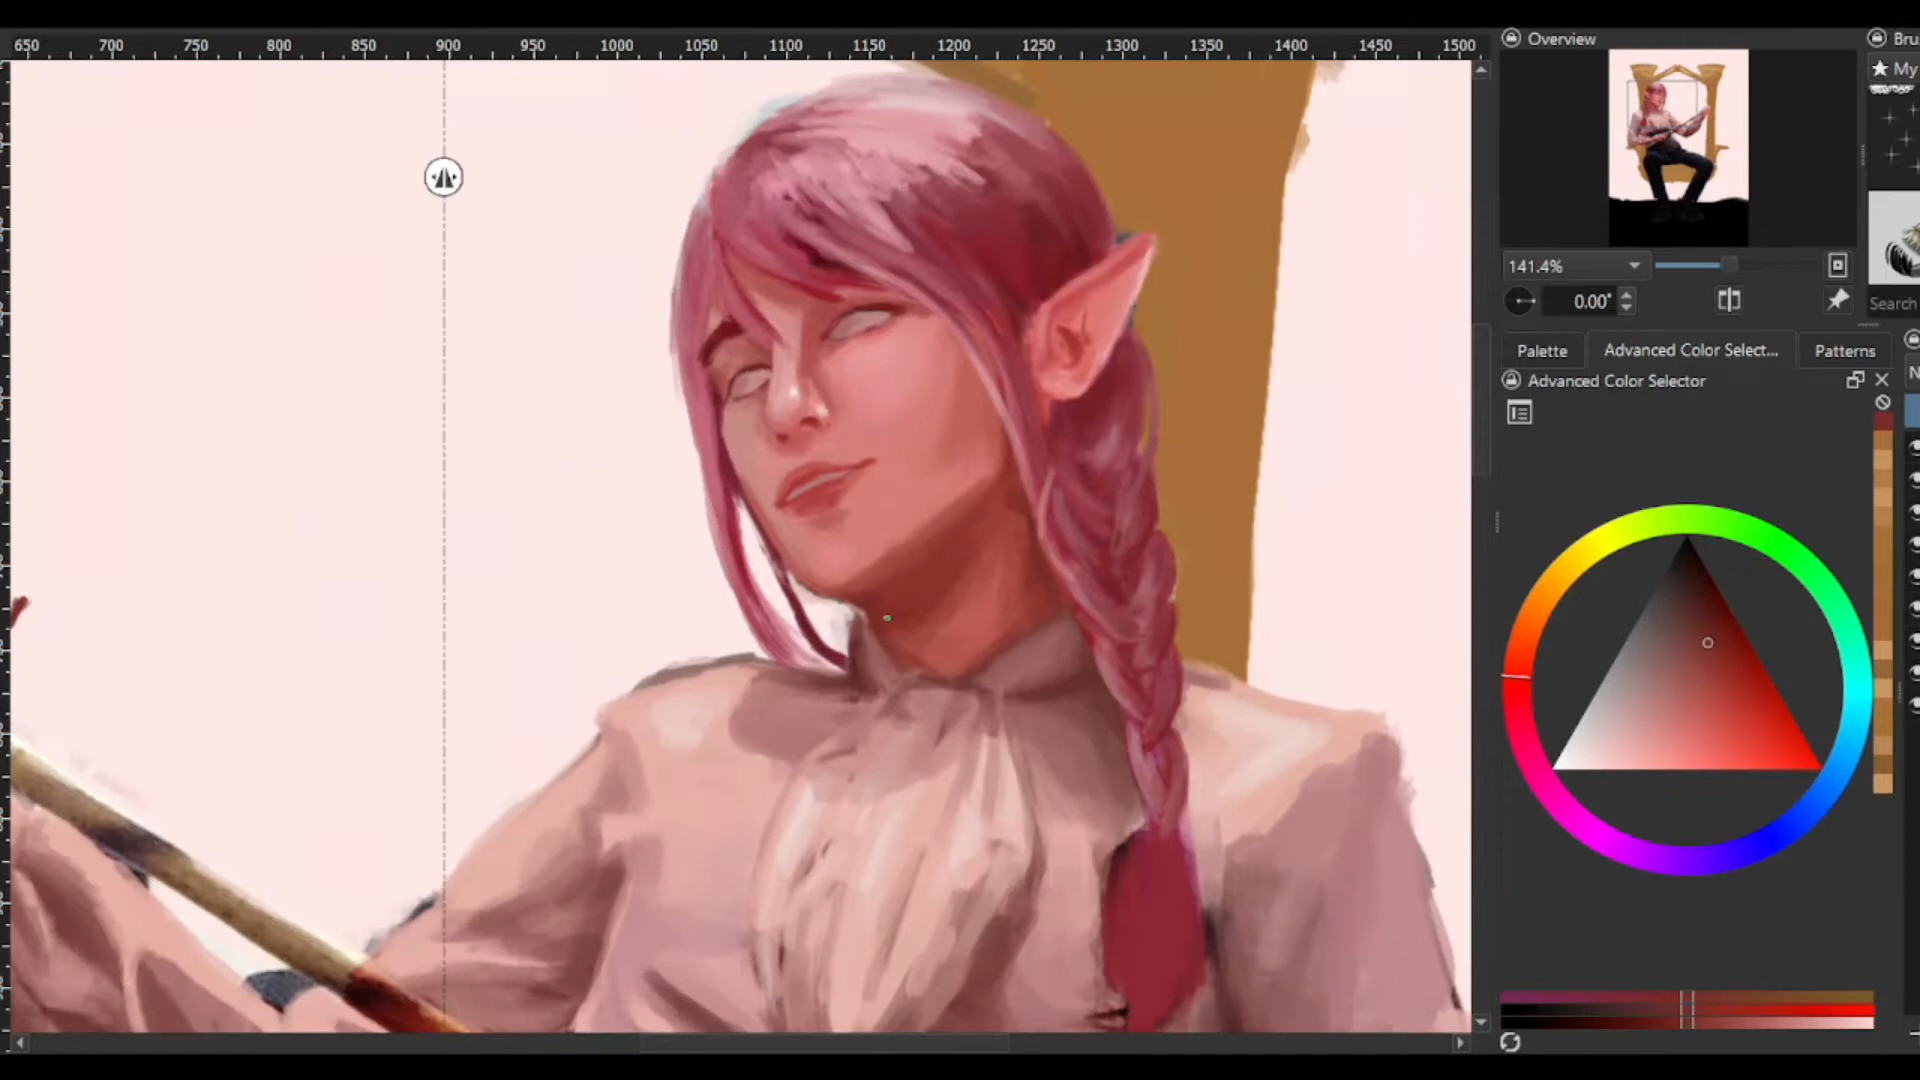 650 700 750 800 850 900 950 1000 1050 1100 1150 1200 1250 1300 1350 1400 1450 1500
Overview
Bru
My
141.4%
0.00°
Search
Palette
Advanced Color Select...
Patterns
Advanced Color Selector
N